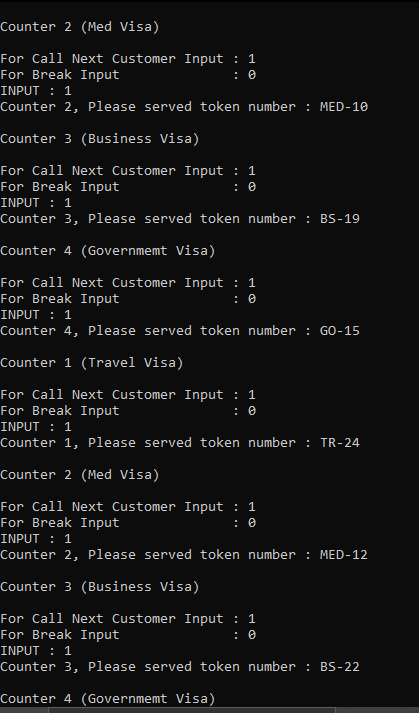 Counter 2 (Med Visa)
For Call Next Customer Input : 1
For Break Input : 0
INPUT : 1
Counter 2, Please served token number : MED-10
Counter 3 (Business Visa)
For Call Next Customer Input : 1
For Break Input : 0
INPUT : 1
Counter 3, Please served token number : BS-19
Counter 4 (Governmemt Visa)
For Call Next Customer Input : 1
For Break Input : 0
INPUT : 1
Counter 4, Please served token number : GO-15
Counter 1 (Travel Visa)
For Call Next Customer Input : 1
For Break Input : 0
INPUT : 1
Counter 1, Please served token number : TR-24
Counter 2 (Med Visa)
For Call Next Customer Input : 1
For Break Input : 0
INPUT : 1
Counter 2, Please served token number : MED-12
Counter 3 (Business Visa)
For Call Next Customer Input : 1
For Break Input : 0
INPUT : 1
Counter 3, Please served token number : BS-22
Counter 4 (Governmemt Visa)